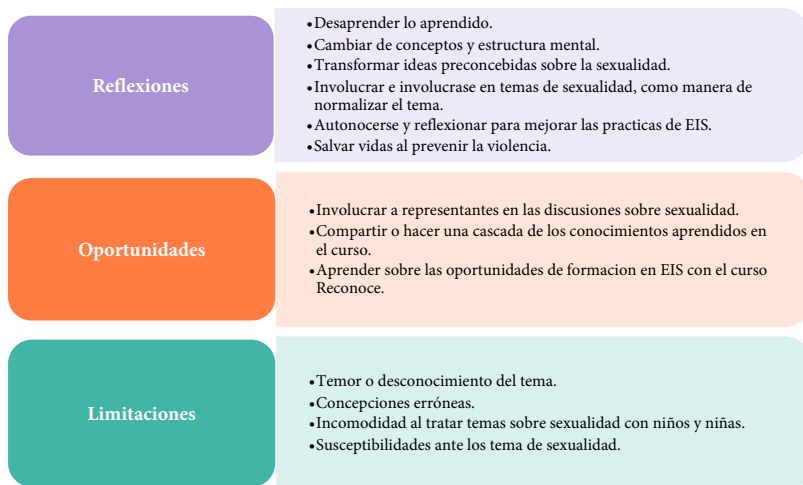 Reflexiones
•Desaprender lo aprendido.
•Cambiar de conceptos y estructura mental.
•Transformar ideas preconcebidas sobre la sexualidad.
•Involucrar e involucrase en temas de sexualidad, como manera de
normalizar el tema.
•Autonocerse y reflexionar para mejorar las practicas de EIS.
•Salvar vidas al prevenir la violencia.
Oportunidades
•Involucrar a representantes en las discusiones sobre sexualidad.
•Compartir o hacer una cascada de los conocimientos aprendidos en
el curso.
•Aprender sobre las oportunidades de formacion en EIS con el curso
Reconoce.
Limitaciones
•Temor o desconocimiento del tema.
•Concepciones erróneas.
•Incomodidad al tratar temas sobre sexualidad con niños y niñas.
•Susceptibilidades ante los tema de sexualidad.